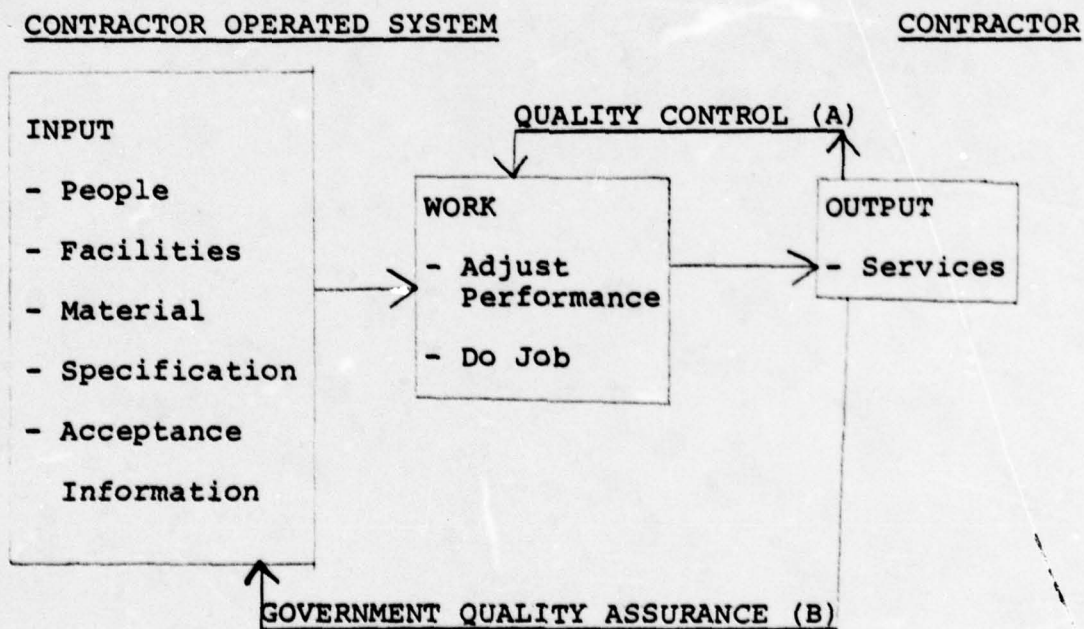 CONTRACTOR OPERATED SYSTEM
CONTRACTOR
INPUT
- People
- Facilities
- Material
- Specification
- Acceptance
Information
QUALITY CONTROL (A)
WORK
- Adjust
Performance
- Do Job
OUTPUT
- Services
GOVERNMENT QUALITY ASSURANCE (B)